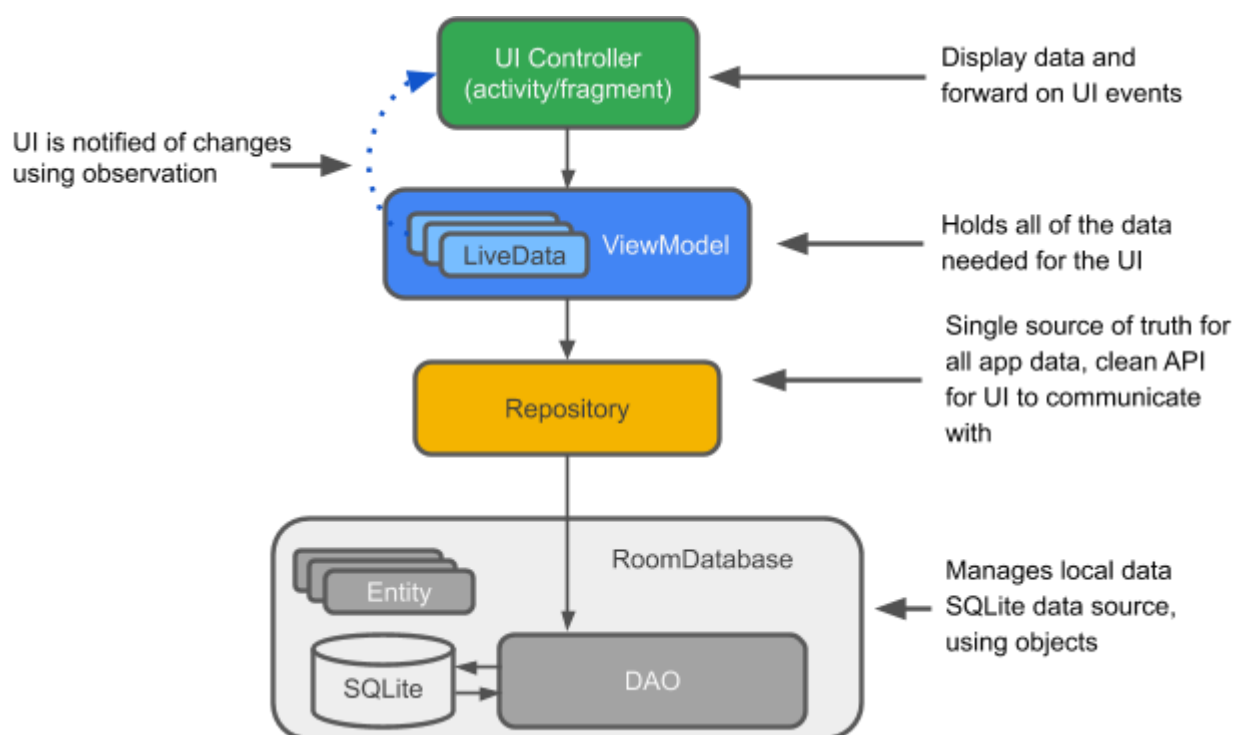 UI Controller
(activity/fragment)
Display data and
forward on UI events
UI is notified of changes
using observation
LiveData
ViewModel
Holds all of the data
needed for the UI
Repository
Single source of truth for
all app data, clean API
for UI to communicate
with
RoomDatabase
Entity
SQLite
DAO
Manages local data
SQLite data source,
using objects